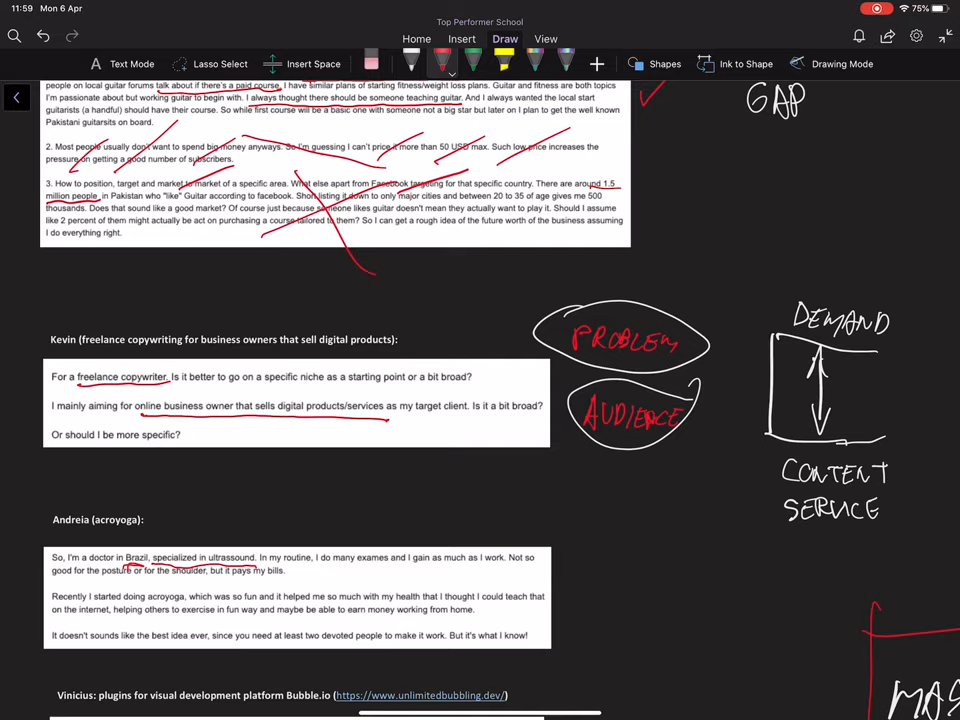 11:59 Mon 6 Apr
75%
Top Performer School
Home Insert Draw View
Text Mode Lasso Select Insert Space Shapes Ink to Shape Drawing Mode
people on local guitar forums talk about if there's a paid course. I have similar plans of starting fitness/weight loss plans. Guitar and fitness are both topics
I'm passionate about but working guitar to begin with. I always thought there should be someone teaching guitar. And I always wanted the local start
guitarists (a handful) should have their course. So while first course will be a basic one with someone not a big star but later on I plan to get the well known
Pakistani guitarsits on board.
GAP
2. Most people usually don't want to spend big money anyways. So I'm guessing I can't price it more than 50 USD max. Such low price increases the
pressure on getting a good number of subscribers.
3. How to position, target and market to market of a specific area. What else apart from Facebook targeting for that specific country. There are around 1.5
million people in Pakistan who "like" Guitar according to facebook. Short listing it down to only major cities and between 20 to 35 of age gives me 500
thousands. Does that sound like a good market? Of course just because someone likes guitar doesn't mean they actually want to play it. Should I assume
like 2 percent of them might actually be act on purchasing a course tailored to them? So I can get a rough idea of the future worth of the business assuming
I do everything right.
Kevin (freelance copywriting for business owners that sell digital products):
For a freelance copywriter. Is it better to go on a specific niche as a starting point or a bit broad?
I mainly aiming for online business owner that sells digital products/services as my target client. Is it a bit broad?
Or should I be more specific?
PROBLEM
AUDIENCE
DEMAND
CONTENT
SERVICE
Andreia (acroyoga):
So, I'm a doctor in Brazil, specialized in ultrassound. In my routine, I do many exames and I gain as much as I work. Not so
good for the posture or for the shoulder, but it pays my bills.
Recently I started doing acroyoga, which was so fun and it helped me so much with my health that I thought I could teach that
on the internet, helping others to exercise in fun way and maybe be able to earn money working from home.
It doesn't sounds like the best idea ever, since you need at least two devoted people to make it work. But it's what I know!
MAS
Vinicius: plugins for visual development platform Bubble.io (https://www.unlimitedbubbling.dev/)